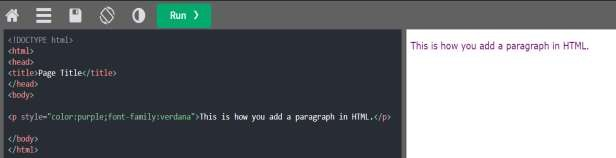 Run ❯
<!DOCTYPE html>
<html>
<head>
<title>Page Title</title>
</head>
<body>
<p style="color:purple;font-family:verdana">This is how you add a paragraph in HTML.</p>
</body>
</html>
This is how you add a paragraph in HTML.